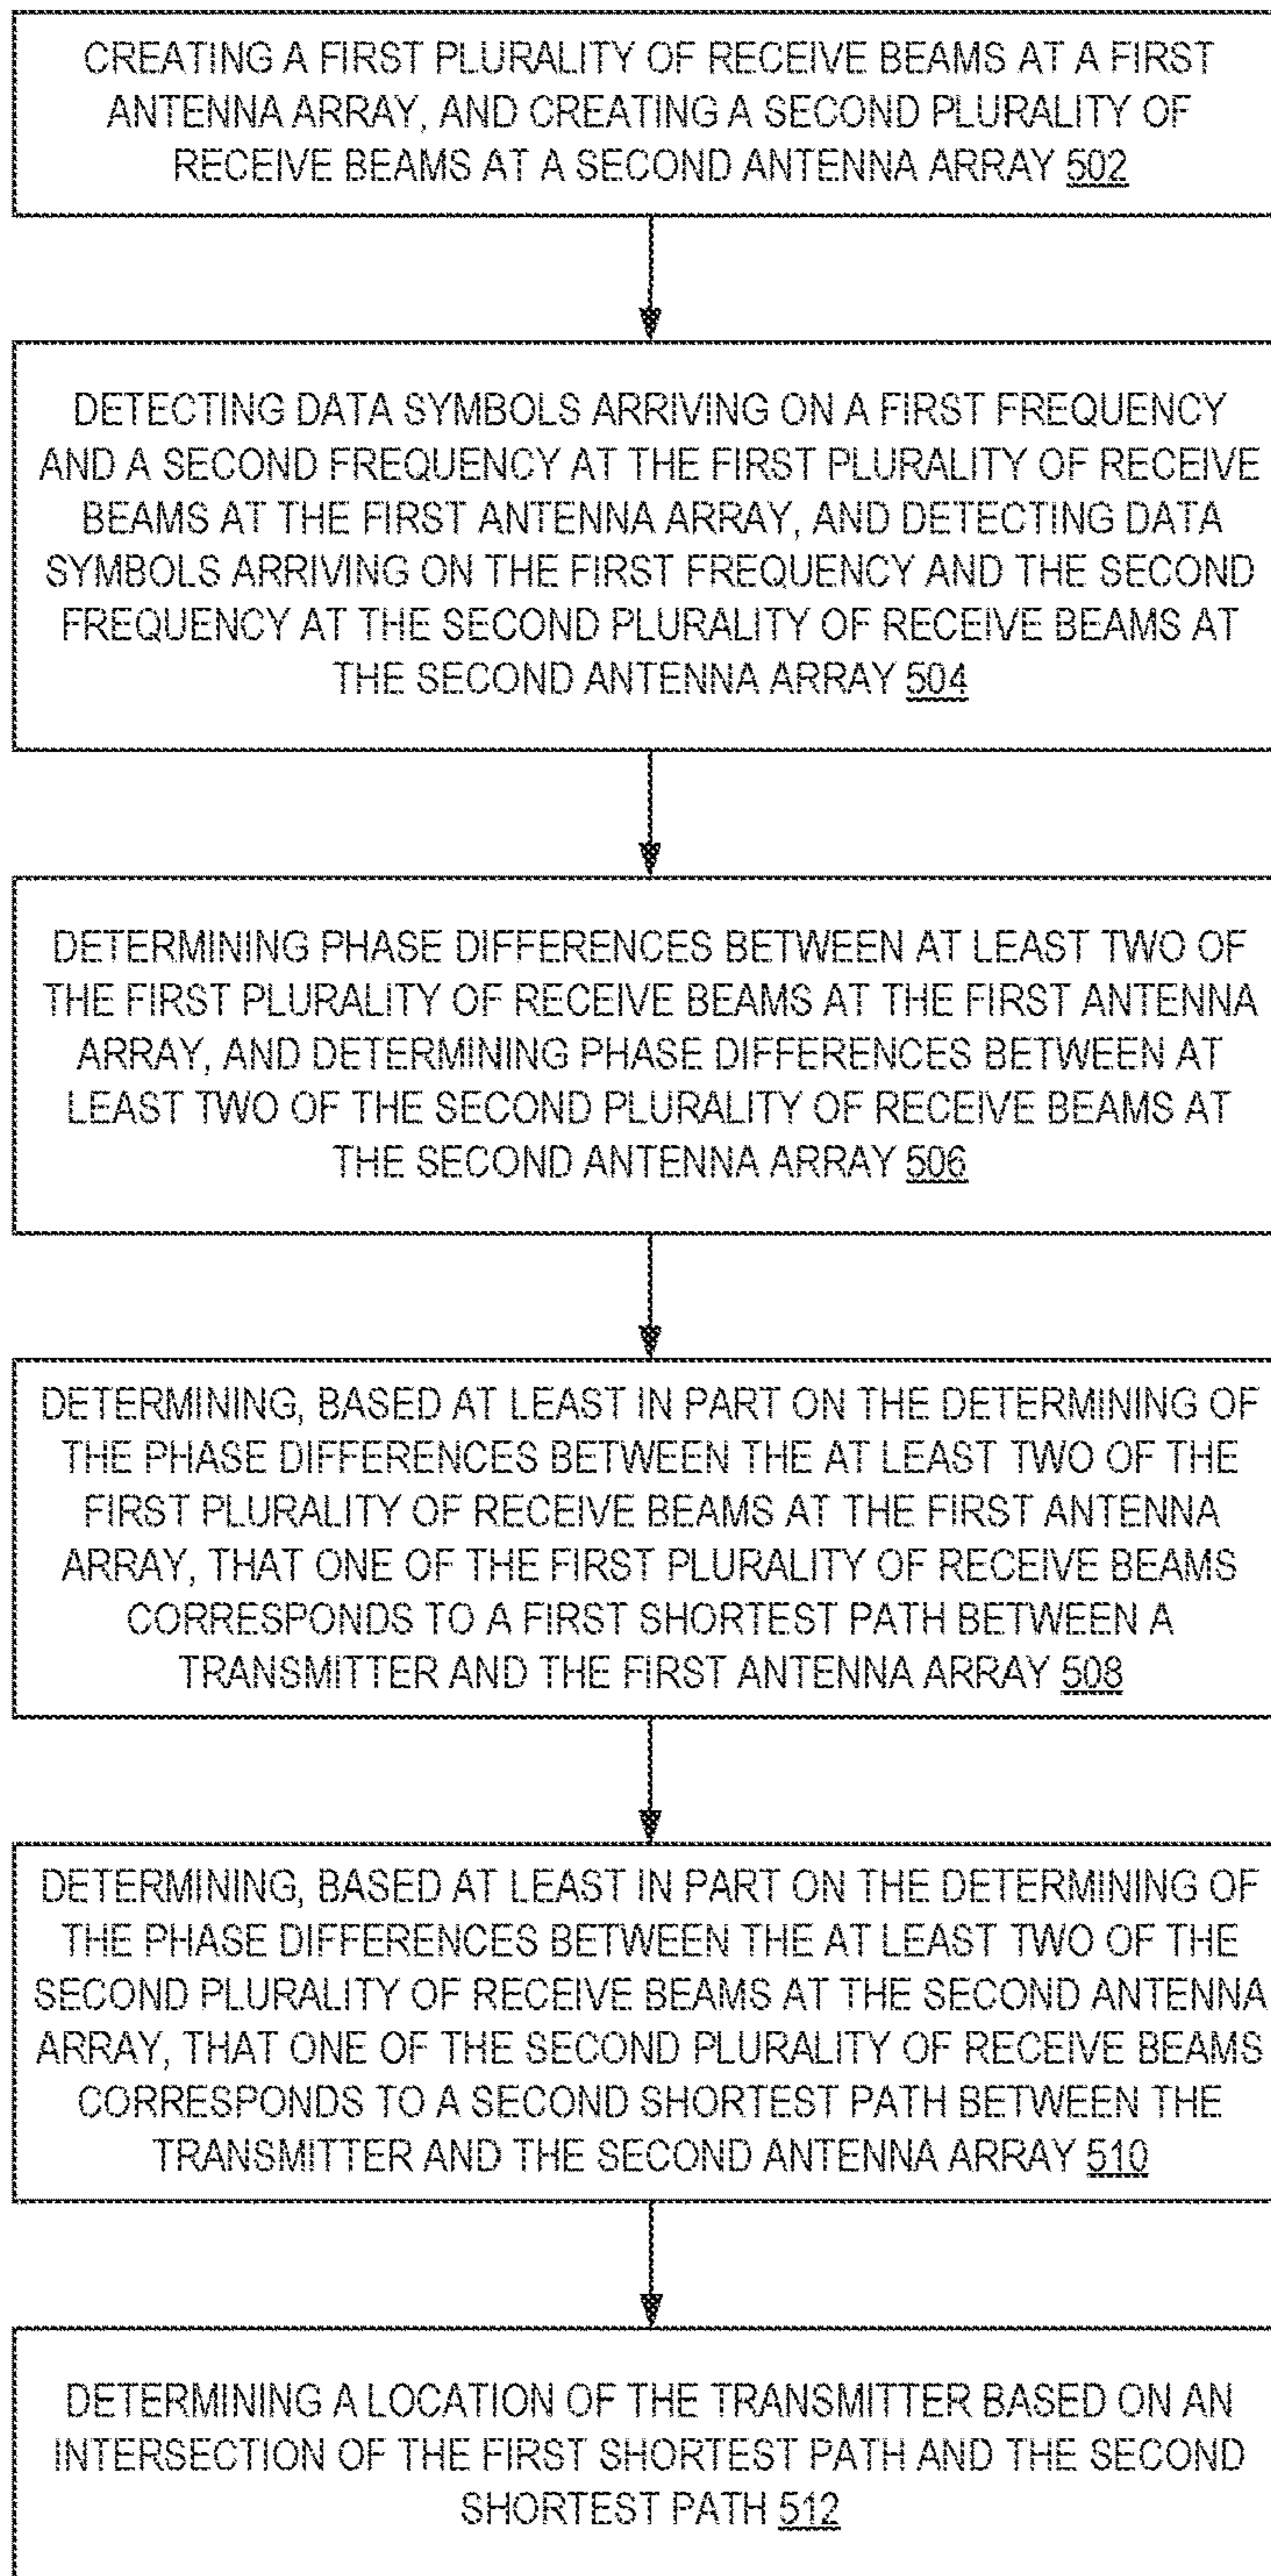 CREATING A FIRST PLURALITY OF RECEIVE BEAMS AT A FIRST
ANTENNA ARRAY, AND CREATING A SECOND PLURALITY OF
RECEIVE BEAMS AT A SECOND ANTENNA ARRAY 502
DETECTING DATA SYMBOLS ARRIVING ON A FIRST FREQUENCY
AND A SECOND FREQUENCY AT THE FIRST PLURALITY OF RECEIVE
BEAMS AT THE FIRST ANTENNA ARRAY, AND DETECTING DATA
SYMBOLS ARRIVING ON THE FIRST FREQUENCY AND THE SECOND
FREQUENCY AT THE SECOND PLURALITY OF RECEIVE BEAMS AT
THE SECOND ANTENNA ARRAY 504
DETERMINING PHASE DIFFERENCES BETWEEN AT LEAST TWO OF
THE FIRST PLURALITY OF RECEIVE BEAMS AT THE FIRST ANTENNA
ARRAY, AND DETERMINING PHASE DIFFERENCES BETWEEN AT
LEAST TWO OF THE SECOND PLURALITY OF RECEIVE BEAMS AT
THE SECOND ANTENNA ARRAY 506
DETERMINING, BASED AT LEAST IN PART ON THE DETERMINING OF
THE PHASE DIFFERENCES BETWEEN THE AT LEAST TWO OF THE
FIRST PLURALITY OF RECEIVE BEAMS AT THE FIRST ANTENNA
ARRAY, THAT ONE OF THE FIRST PLURALITY OF RECEIVE BEAMS
CORRESPONDS TO A FIRST SHORTEST PATH BETWEEN A
TRANSMITTER AND THE FIRST ANTENNA ARRAY 508
DETERMINING, BASED AT LEAST IN PART ON THE DETERMINING OF
THE PHASE DIFFERENCES BETWEEN THE AT LEAST TWO OF THE
SECOND PLURALITY OF RECEIVE BEAMS AT THE SECOND ANTENNA
ARRAY, THAT ONE OF THE SECOND PLURALITY OF RECEIVE BEAMS
CORRESPONDS TO A SECOND SHORTEST PATH BETWEEN THE
TRANSMITTER AND THE SECOND ANTENNA ARRAY 510
DETERMINING A LOCATION OF THE TRANSMITTER BASED ON AN
INTERSECTION OF THE FIRST SHORTEST PATH AND THE SECOND
SHORTEST PATH 512